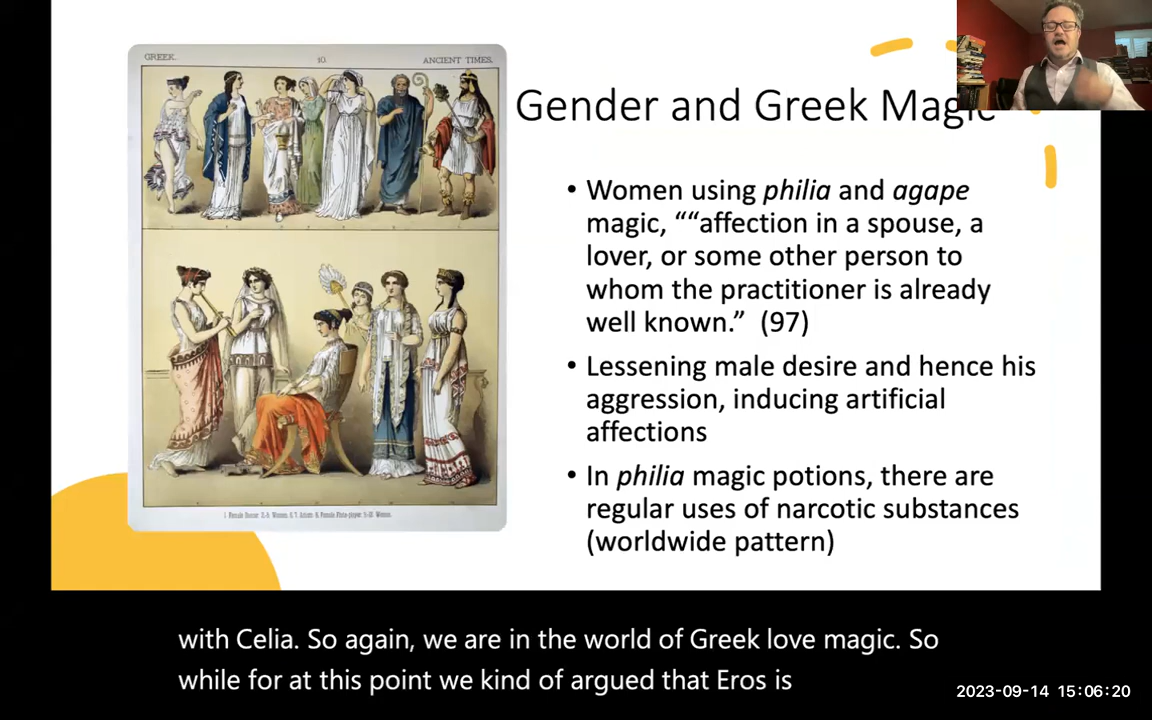 GREEK.
10.
ANCIENT TIMES.
Gender and Greek Magic
• Women using philia and agape
magic, ““affection in a spouse, a
lover, or some other person to
whom the practitioner is already
well known.” (97)
• Lessening male desire and hence his
aggression, inducing artificial
affections
• In philia magic potions, there are
regular uses of narcotic substances
(worldwide pattern)
with Celia. So again, we are in the world of Greek love magic. So
while for at this point we kind of argued that Eros is
2023-09-14 15:06:20